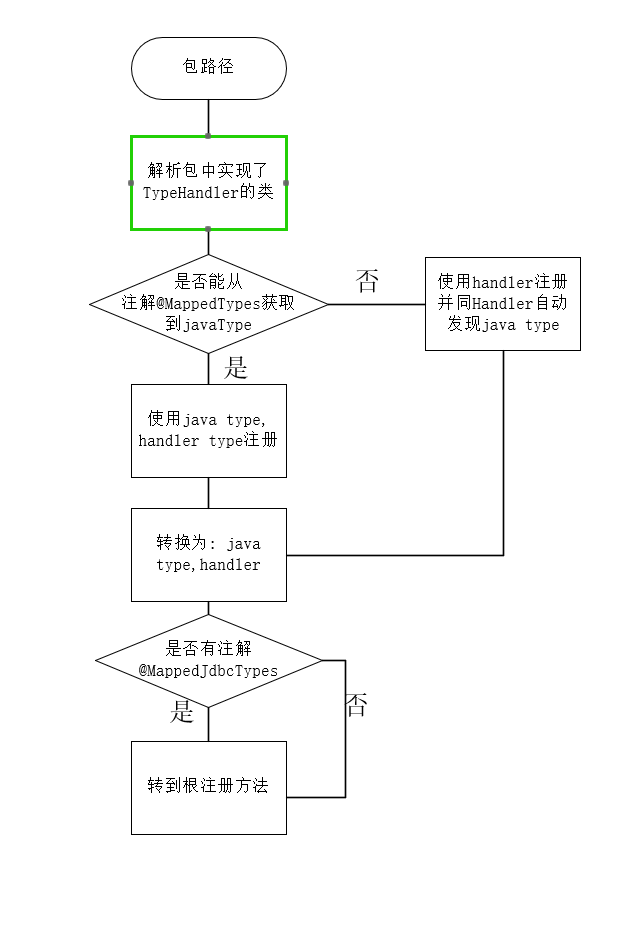 包路径
解析包中实现了
TypeHandler的类
是否能从
注解@MappedTypes获取
到javaType
否
使用handler注册
并同Handler自动
发现java type
是
使用java type,
handler type注册
转换为: java
type,handler
是否有注解
@MappedJdbcTypes
是
否
转到根注册方法